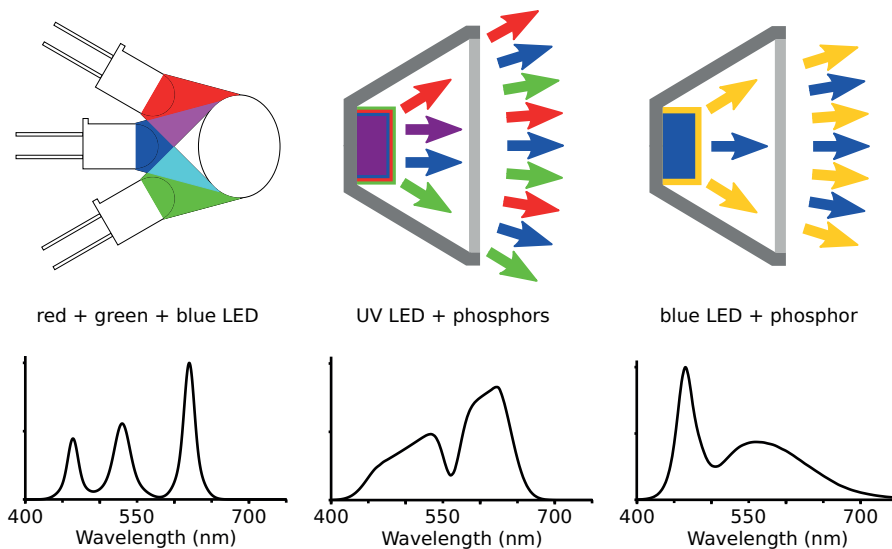 red + green + blue LED
UV LED + phosphors
blue LED + phosphor
400 550 700
Wavelength (nm)
400 550 700
Wavelength (nm)
400 550 700
Wavelength (nm)